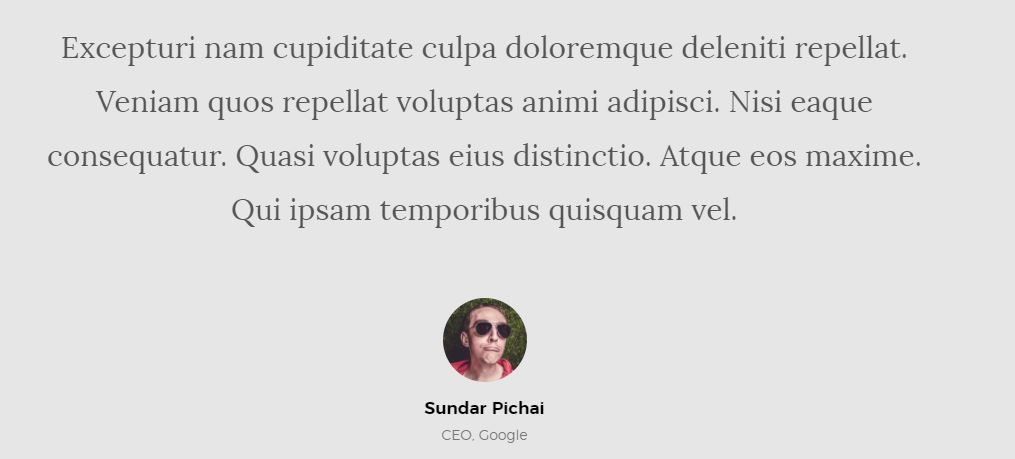 Excepturi nam cupiditate culpa doloremque deleniti repellat.
Veniam quos repellat voluptas animi adipisci. Nisi eaque
consequatur. Quasi voluptas eius distinctio. Atque eos maxime.
Qui ipsam temporibus quisquam vel.
Sundar Pichai
CEO, Google